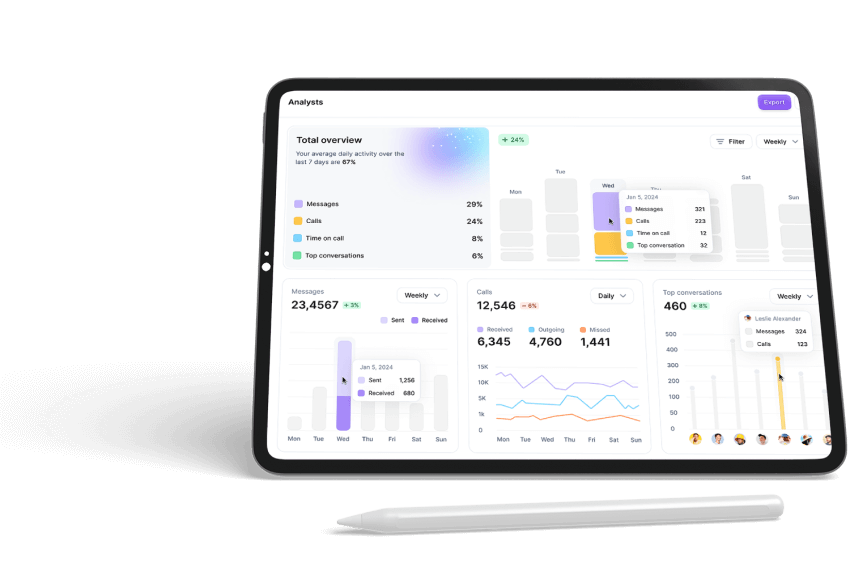 Analysts
Export
Total overview
Your average daily activity over the
last 7 days are 67%
Messages 29%
Calls 24%
Time on call 8%
Top conversations 6%
+ 24%
Filter
Weekly
Mon
Tue
Wed
Thu
Sat
Sun
Jan 5, 2024
Messages 321
Calls 223
Time on call 12
Top conversation 32
Messages
23,4567 + 3%
Weekly
Sent Received
Jan 5, 2024
Sent 1,256
Received 680
Mon Tue Wed Thu Fri Sat Sun
Calls
12,546 − 6%
Daily
Received Outgoing Missed
6,345 4,760 1,441
15K
10K
5K
1k
0
Mon Tue Wed Thu Fri Sat Sun
Top conversations
460 + 8%
Weekly
Leslie Alexander
Messages 324
Calls 123
500
400
300
200
100
50
0